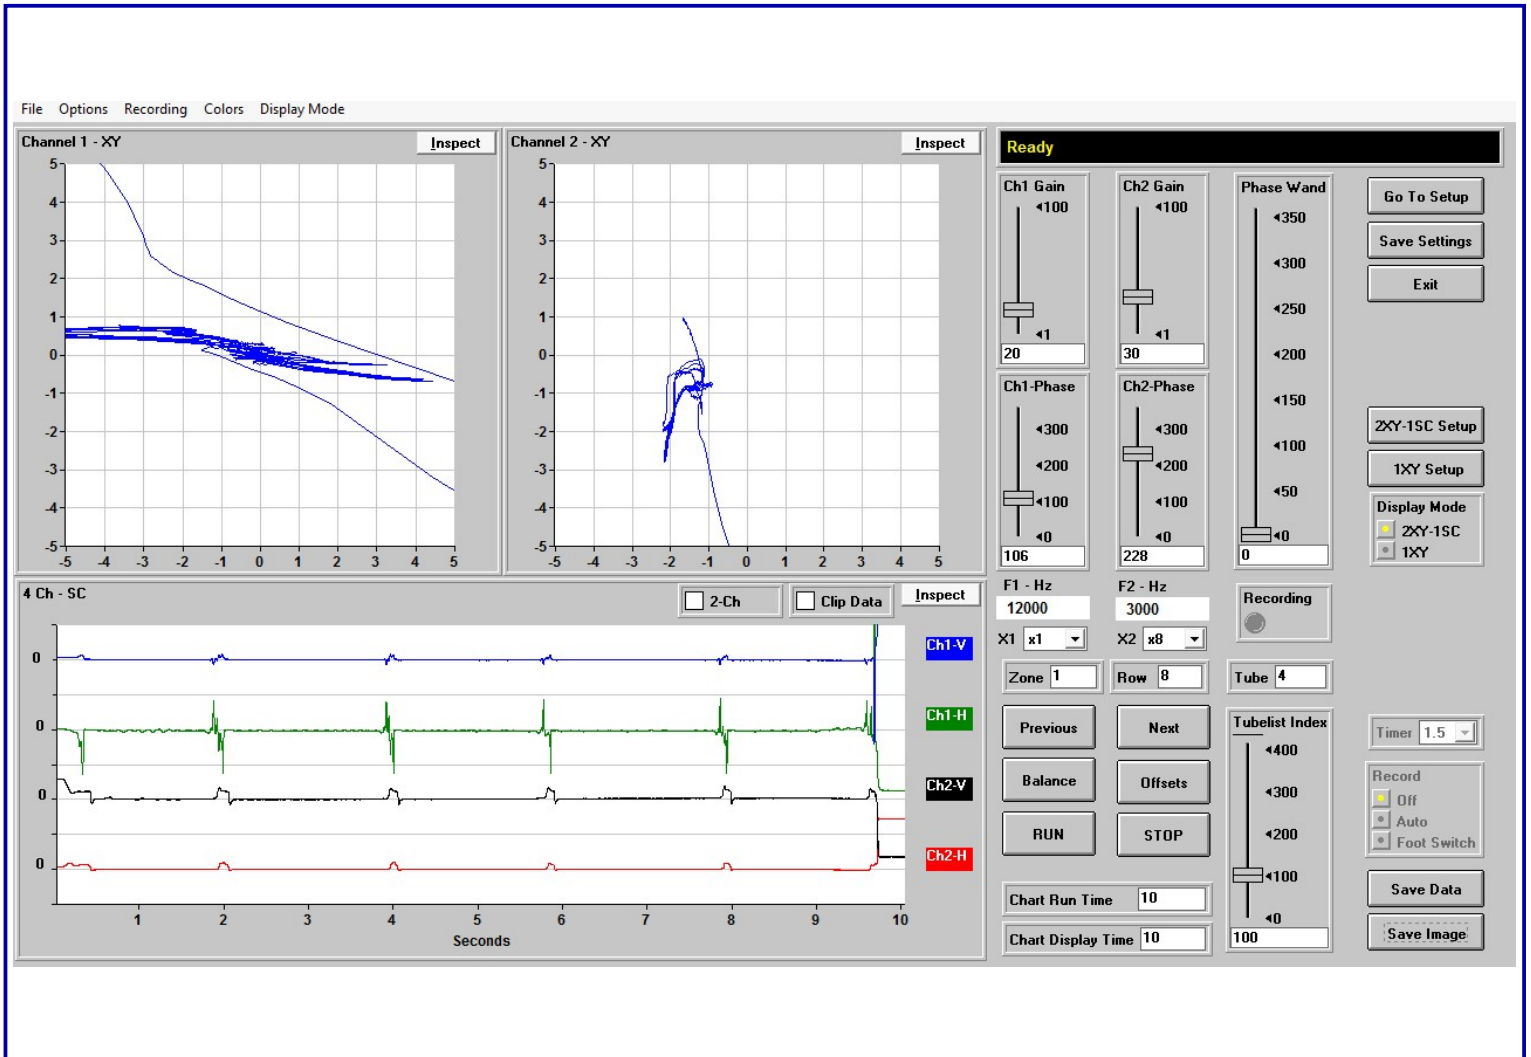 File Options Recording Colors Display Mode
Channel 1 - XY Inspect
5
4
3
2
1
0
-1
-2
-3
-4
-5
-5 -4 -3 -2 -1 0 1 2 3 4 5
Channel 2 - XY Inspect
5
4
3
2
1
0
-1
-2
-3
-4
-5
-5 -4 -3 -2 -1 0 1 2 3 4 5
4 Ch - SC 2-Ch Clip Data Inspect
0 Ch1-V
0 Ch1-H
0 Ch2-V
0 Ch2-H
1 2 3 4 5 6 7 8 9 10
Seconds
Ready
Ch1 Gain
100
1
20
Ch2 Gain
100
1
30
Phase Wand
350
300
250
200
150
100
50
0
0
Go To Setup
Save Settings
Exit
Ch1-Phase
300
200
100
0
106
Ch2-Phase
300
200
100
0
228
2XY-1SC Setup
1XY Setup
Display Mode
2XY-1SC
1XY
F1 - Hz
12000
F2 - Hz
3000
Recording
X1 x1
X2 x8
Zone 1
Row 8
Tube 4
Previous Next
Balance Offsets
RUN STOP
Tubelist Index
400
300
200
100
0
100
Timer 1.5
Record
Off
Auto
Foot Switch
Chart Run Time 10
Chart Display Time 10
Save Data
Save Image